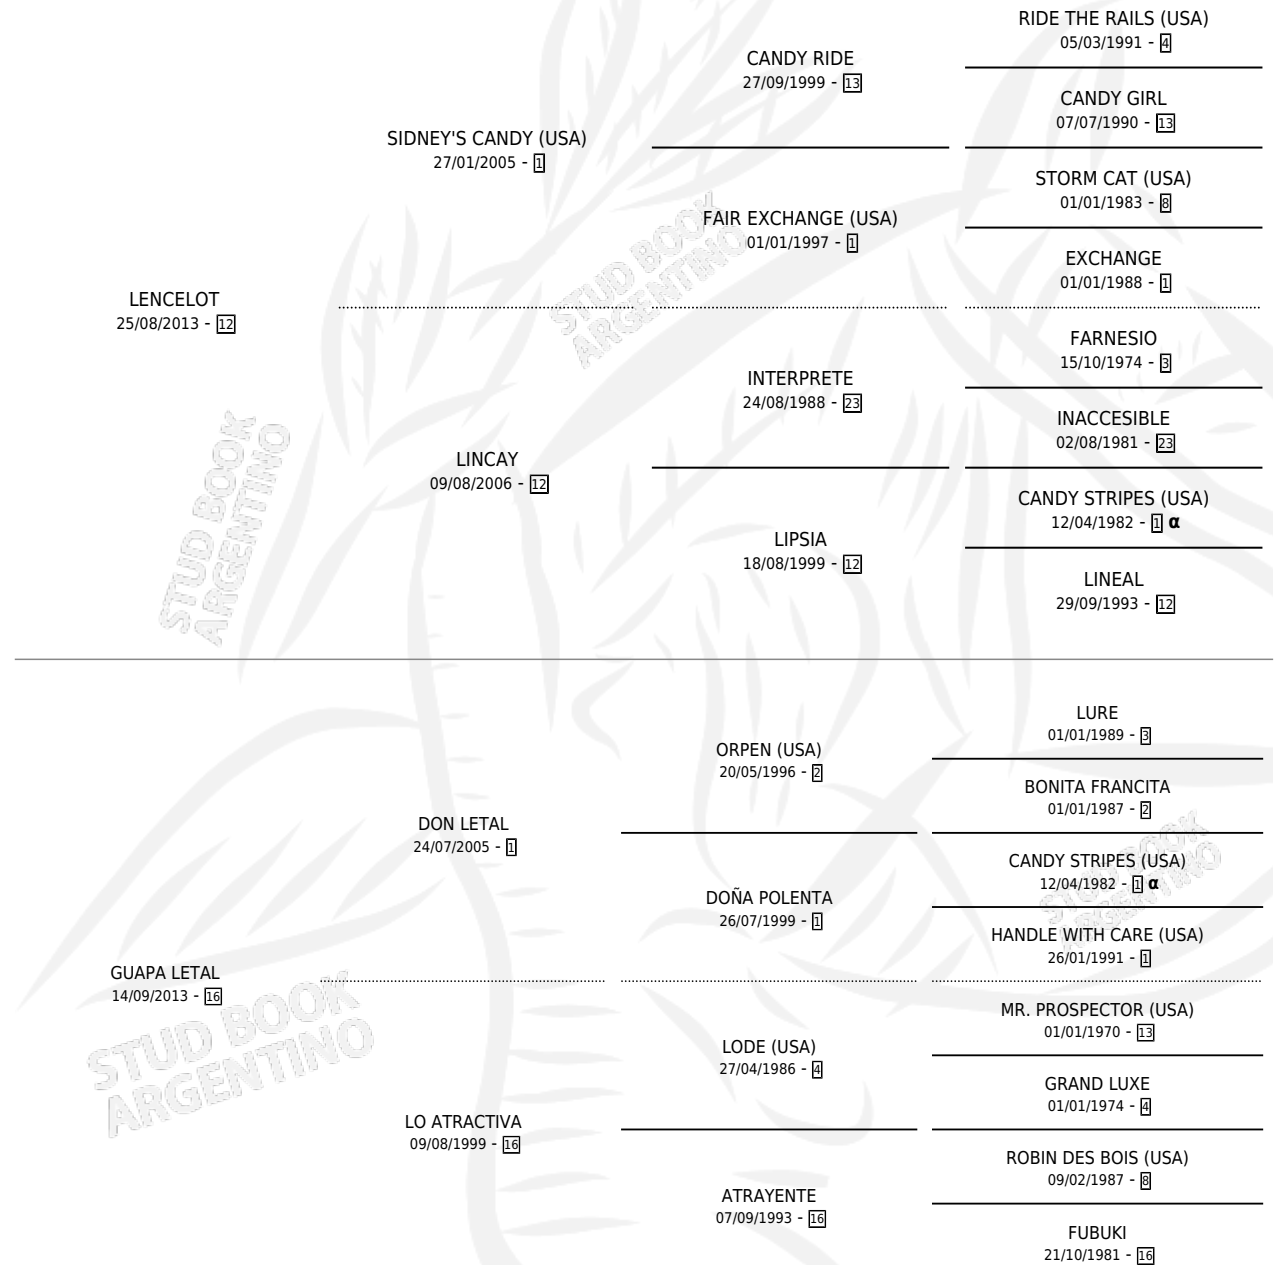 RIDE THE RAILS (USA)
05/03/1991 - 4
CANDY RIDE
27/09/1999 - 13
CANDY GIRL
07/07/1990 - 13
SIDNEY'S CANDY (USA)
27/01/2005 - 1
STORM CAT (USA)
01/01/1983 - 8
FAIR EXCHANGE (USA)
01/01/1997 - 1
EXCHANGE
01/01/1988 - 1
LENCELOT
25/08/2013 - 12
FARNESIO
15/10/1974 - 3
INTERPRETE
24/08/1988 - 23
INACCESIBLE
02/08/1981 - 23
LINCAY
09/08/2006 - 12
CANDY STRIPES (USA)
12/04/1982 - 1 α
LIPSIA
18/08/1999 - 12
LINEAL
29/09/1993 - 12
LURE
01/01/1989 - 3
ORPEN (USA)
20/05/1996 - 2
BONITA FRANCITA
01/01/1987 - 2
DON LETAL
24/07/2005 - 1
CANDY STRIPES (USA)
12/04/1982 - 1 α
DOÑA POLENTA
26/07/1999 - 1
HANDLE WITH CARE (USA)
26/01/1991 - 1
GUAPA LETAL
14/09/2013 - 16
MR. PROSPECTOR (USA)
01/01/1970 - 13
LODE (USA)
27/04/1986 - 4
GRAND LUXE
01/01/1974 - 4
LO ATRACTIVA
09/08/1999 - 16
ROBIN DES BOIS (USA)
09/02/1987 - 8
ATRAYENTE
07/09/1993 - 16
FUBUKI
21/10/1981 - 16
STUD BOOK
ARGENTINO
STUD BOOK
ARGENTINO
STUD BOOK
ARGENTINO
STUD BOOK
ARGENTINO